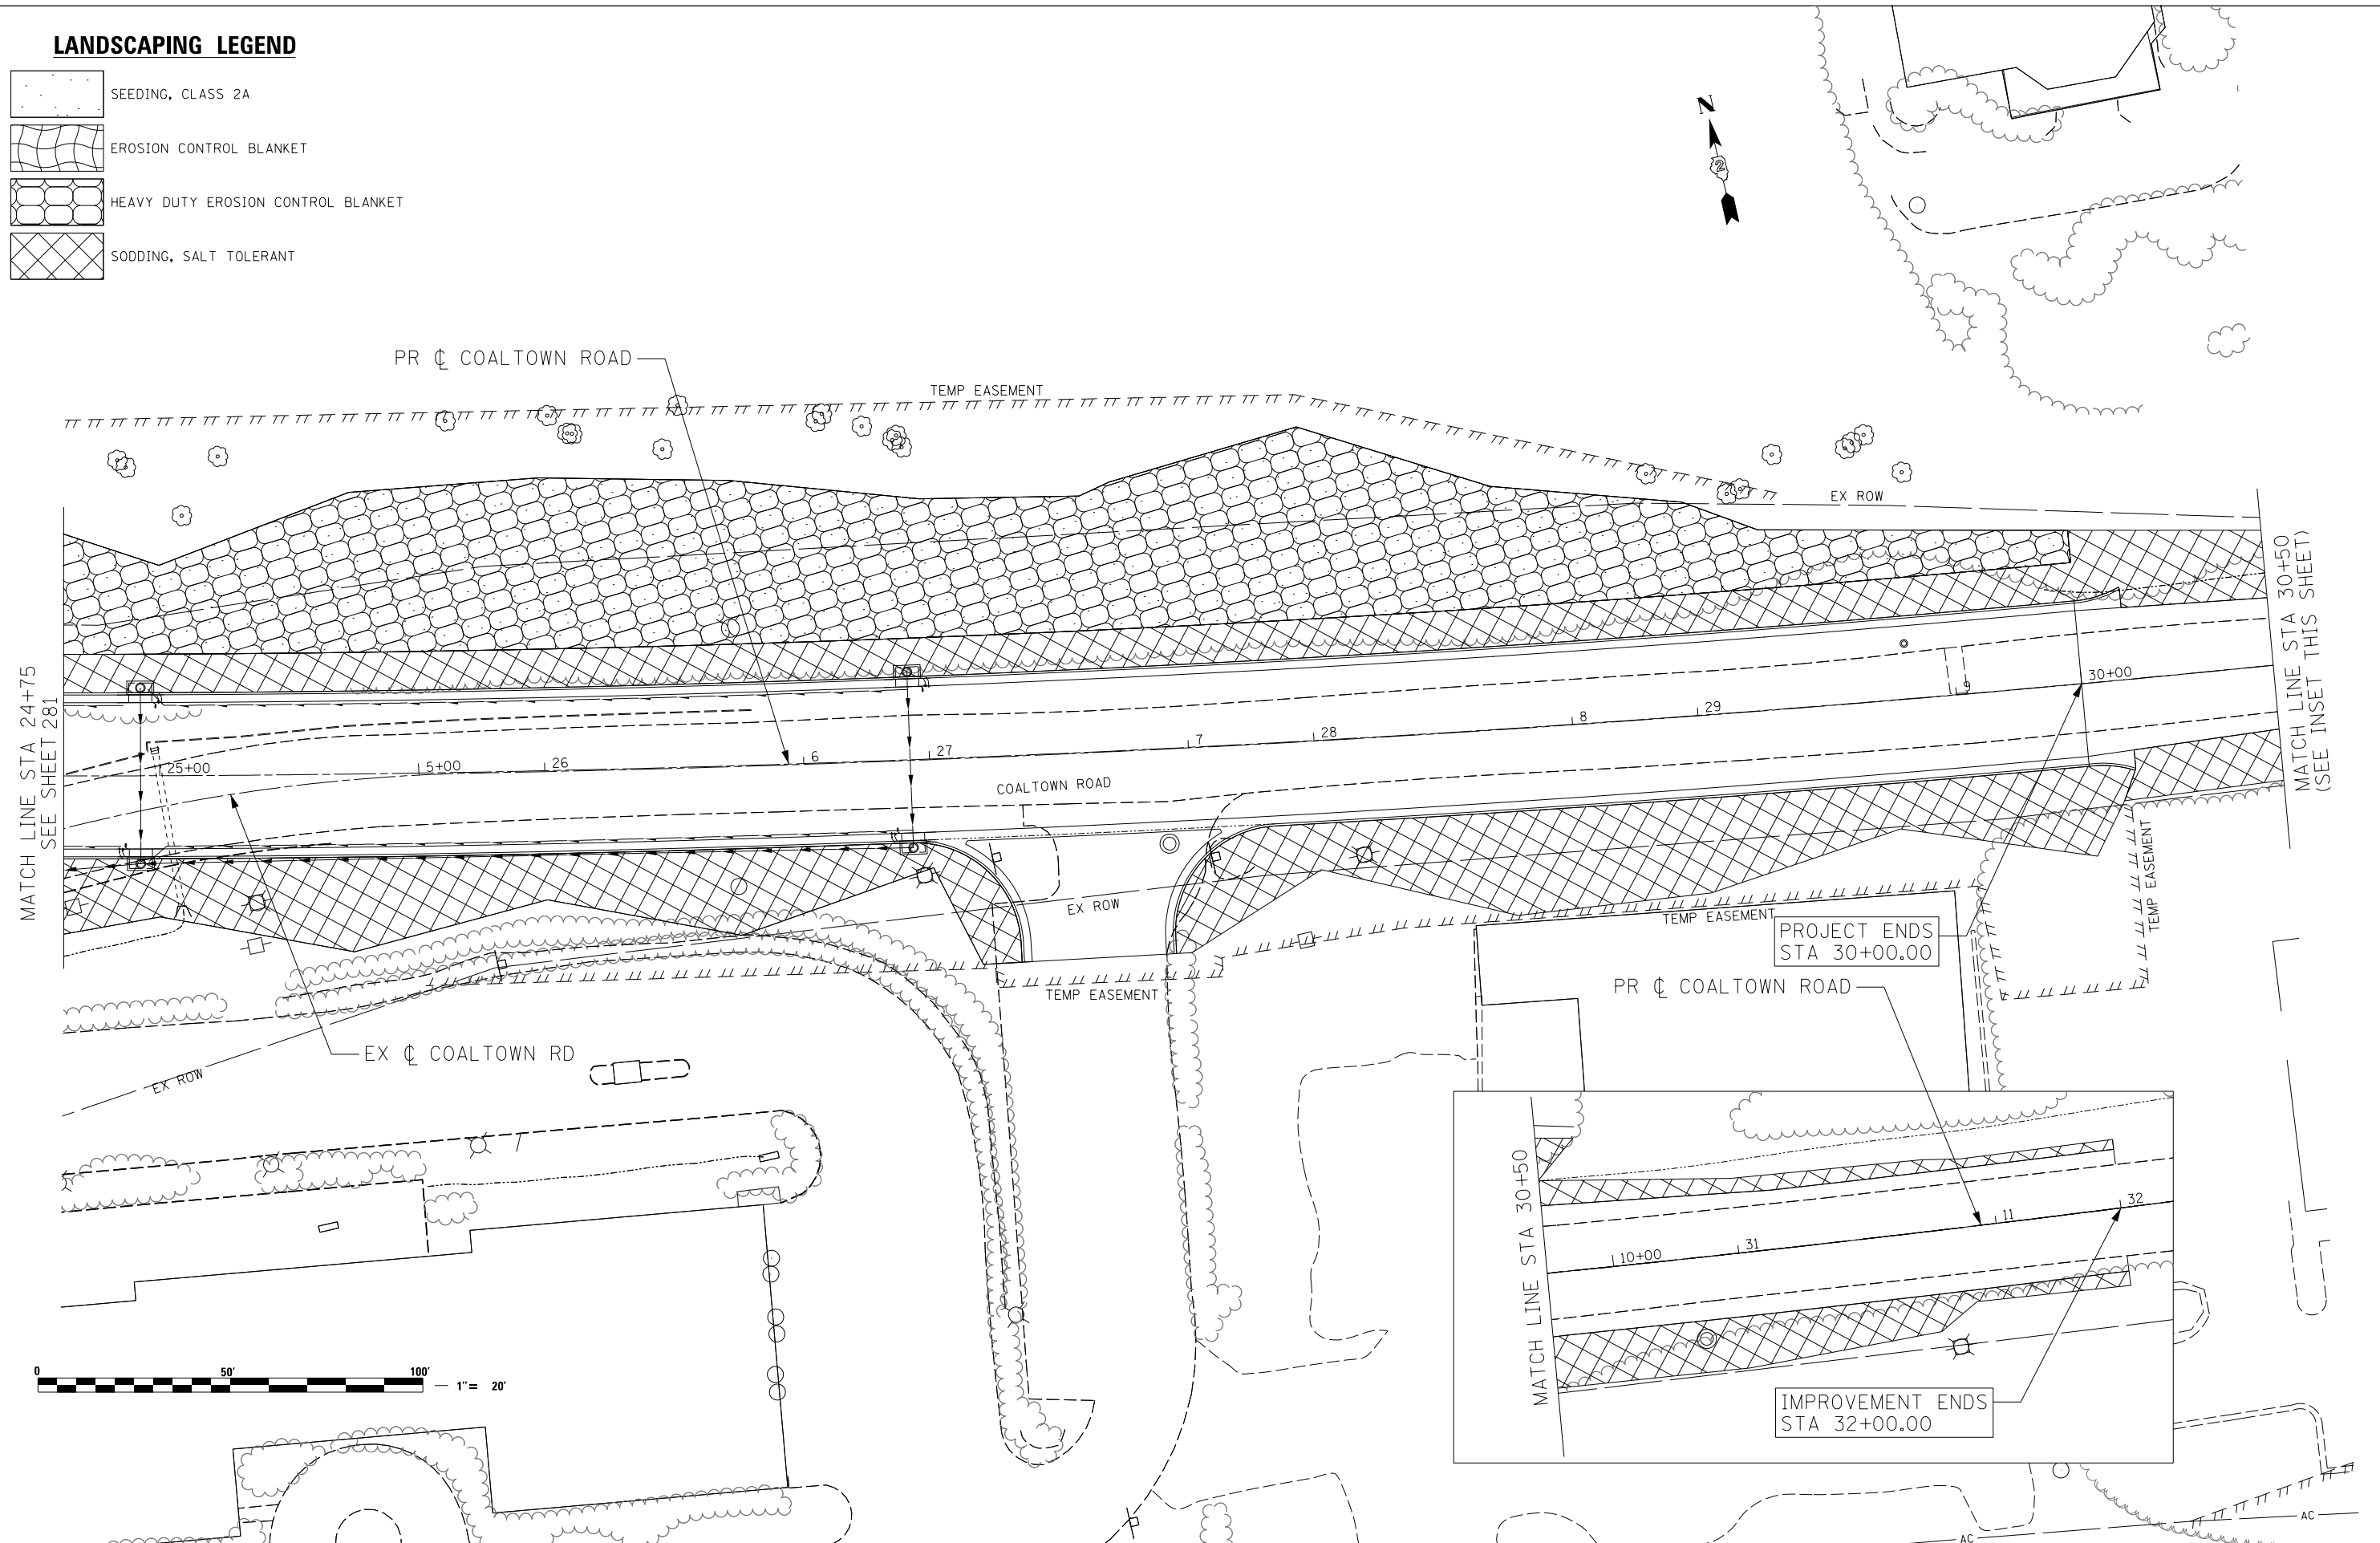 LANDSCAPING LEGEND
SEEDING, CLASS 2A
EROSION CONTROL BLANKET
HEAVY DUTY EROSION CONTROL BLANKET
SODDING, SALT TOLERANT
N
2
PR ℄ COALTOWN ROAD
TEMP EASEMENT
EX ROW
MATCH LINE STA 24+75
SEE SHEET 281
MATCH LINE STA 30+50
(SEE INSET THIS SHEET)
25+00
5+00
26
6
27
7
28
8
29
9
30+00
COALTOWN ROAD
EX ROW
TEMP EASEMENT
TEMP EASEMENT
TEMP EASEMENT
PROJECT ENDS
STA 30+00.00
PR ℄ COALTOWN ROAD
EX ℄ COALTOWN RD
EX ROW
MATCH LINE STA 30+50
10+00
31
11
32
IMPROVEMENT ENDS
STA 32+00.00
0 50' 100'
1"= 20'
AC
AC